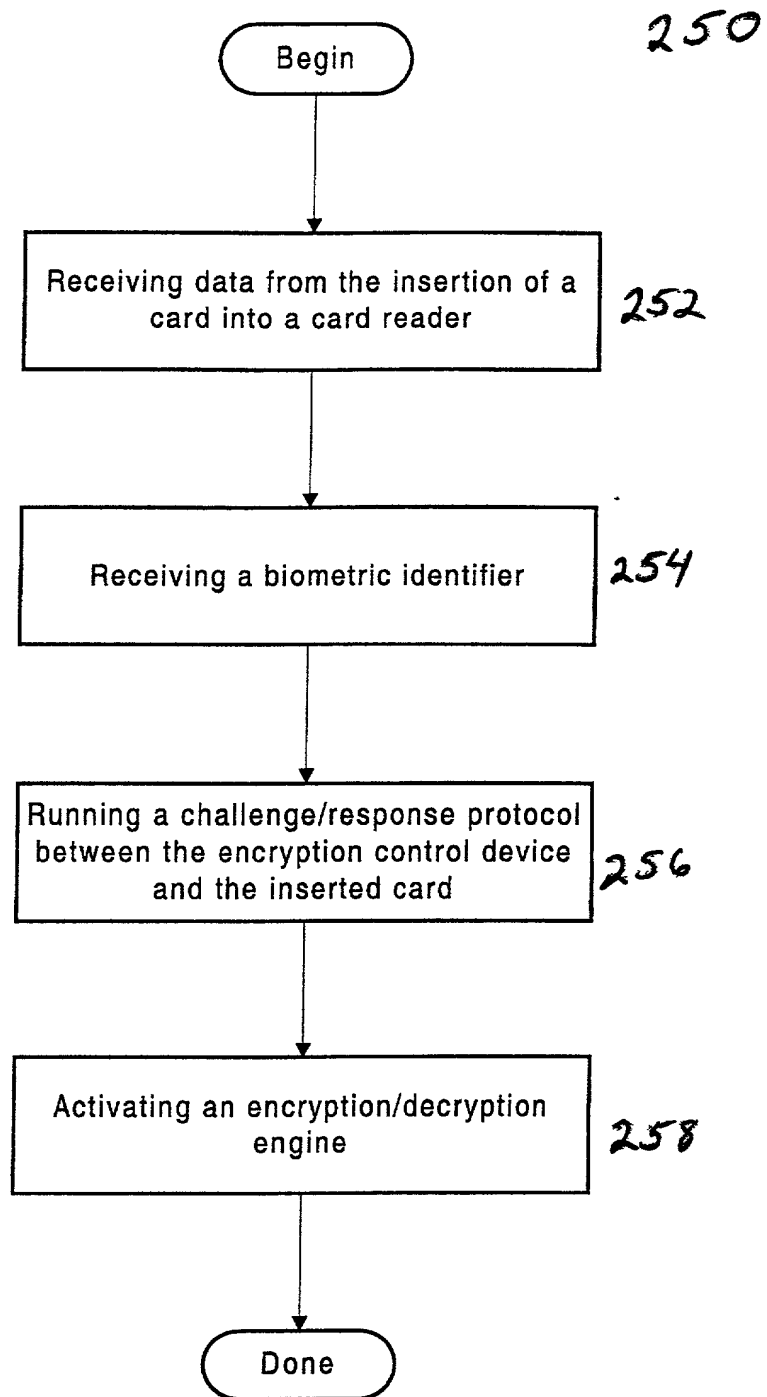 250
Begin
Receiving data from the insertion of a
card into a card reader
252
Receiving a biometric identifier
254
Running a challenge/response protocol
between the encryption control device
and the inserted card
256
Activating an encryption/decryption
engine
258
Done